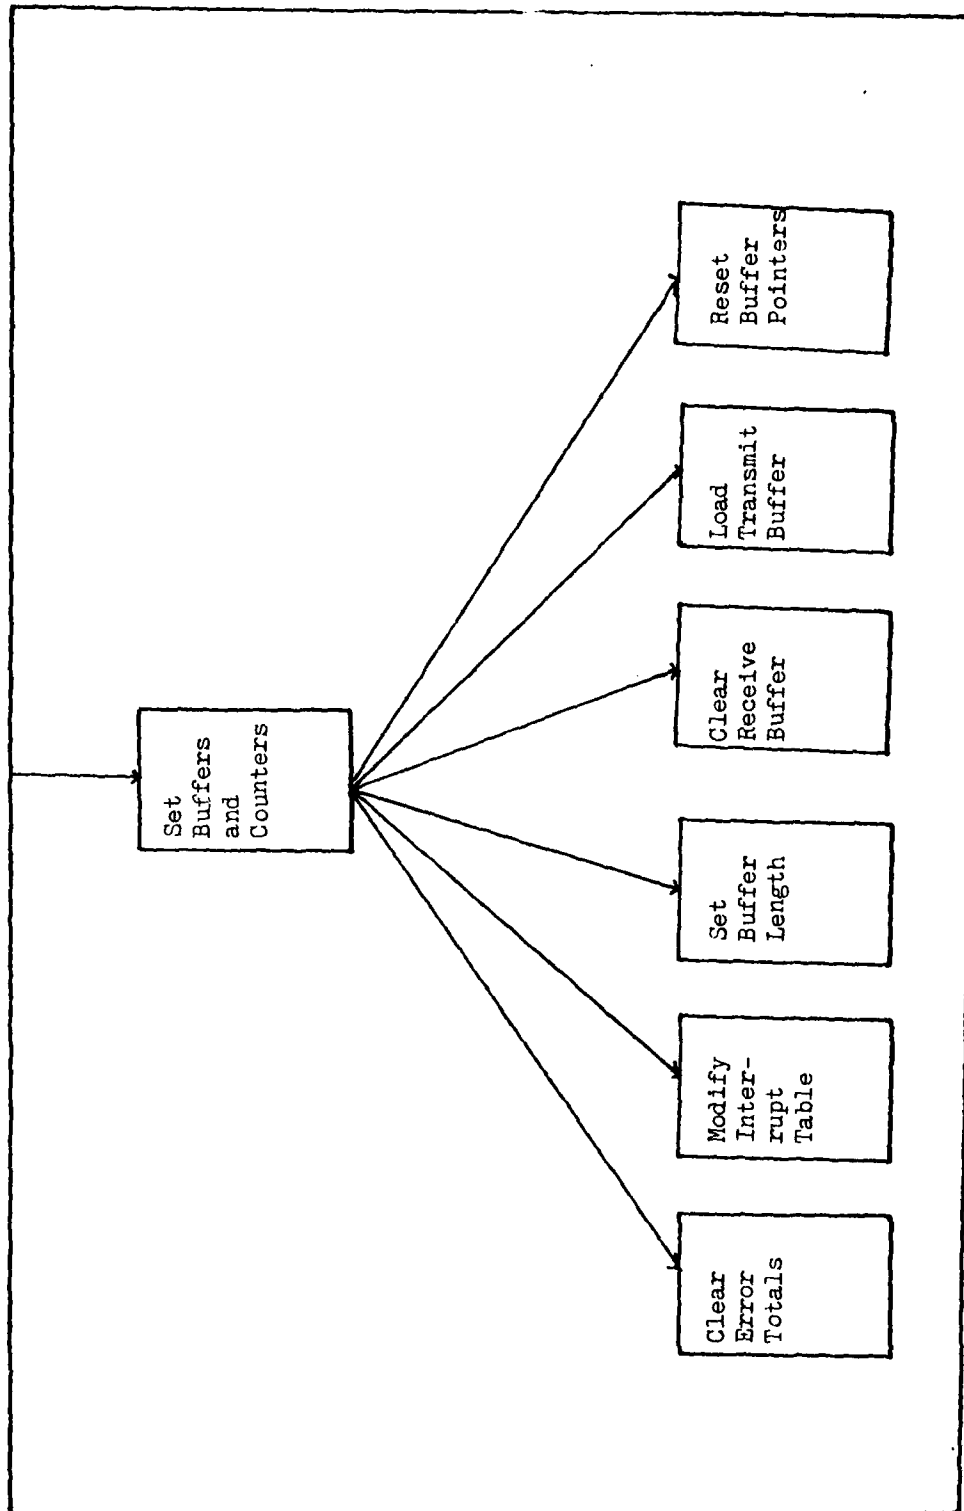 Set
Buffers
and
Counters
Clear
Error
Totals
Modify
Inter-
rupt
Table
Set
Buffer
Length
Clear
Receive
Buffer
Load
Transmit
Buffer
Reset
Buffer
Pointers